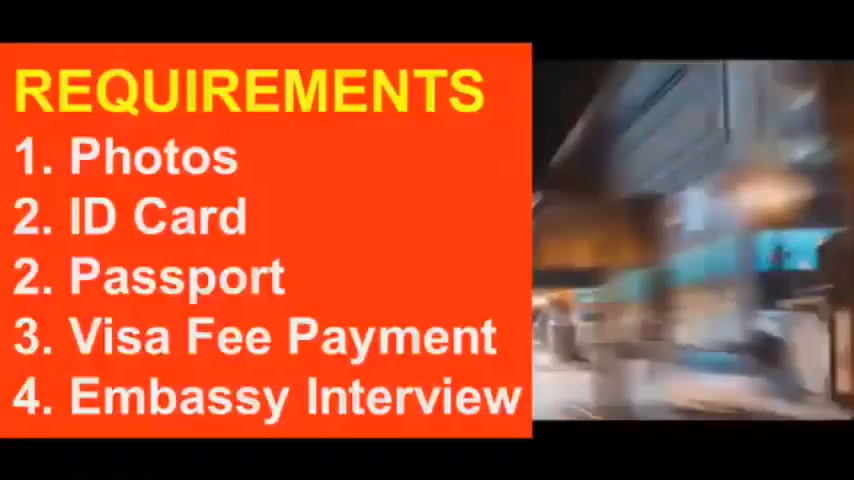 REQUIREMENTS
1. Photos
2. ID Card
2. Passport
3. Visa Fee Payment
4. Embassy Interview